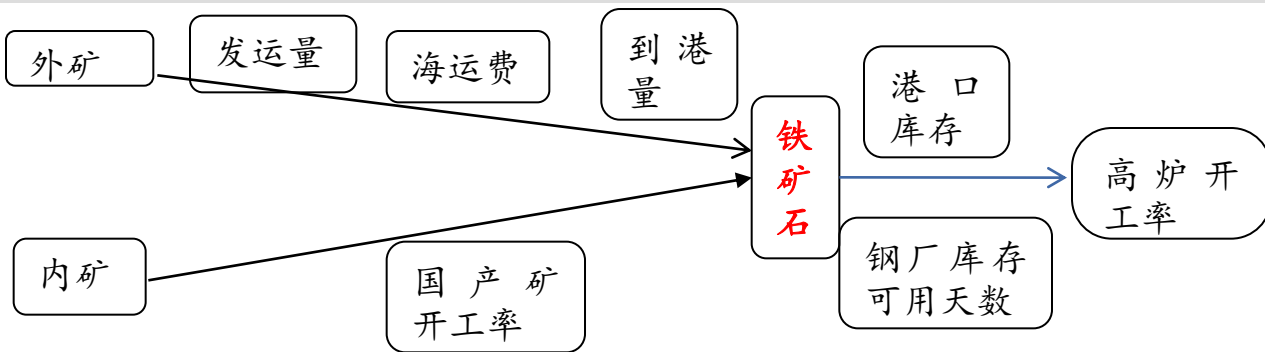 外矿
发运量
海运费
到港
量
铁
矿
石
港口
库存
高炉开
工率
内矿
国产矿
开工率
钢厂库存
可用天数